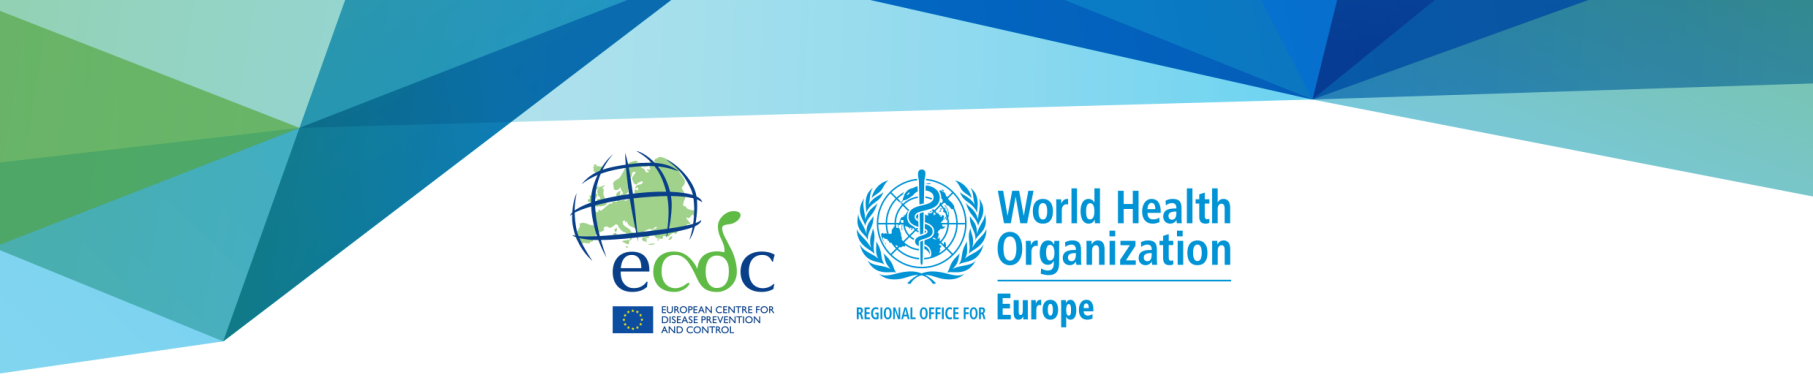 ecdc
EUROPEAN CENTRE FOR
DISEASE PREVENTION
AND CONTROL
World Health
Organization
REGIONAL OFFICE FOR Europe